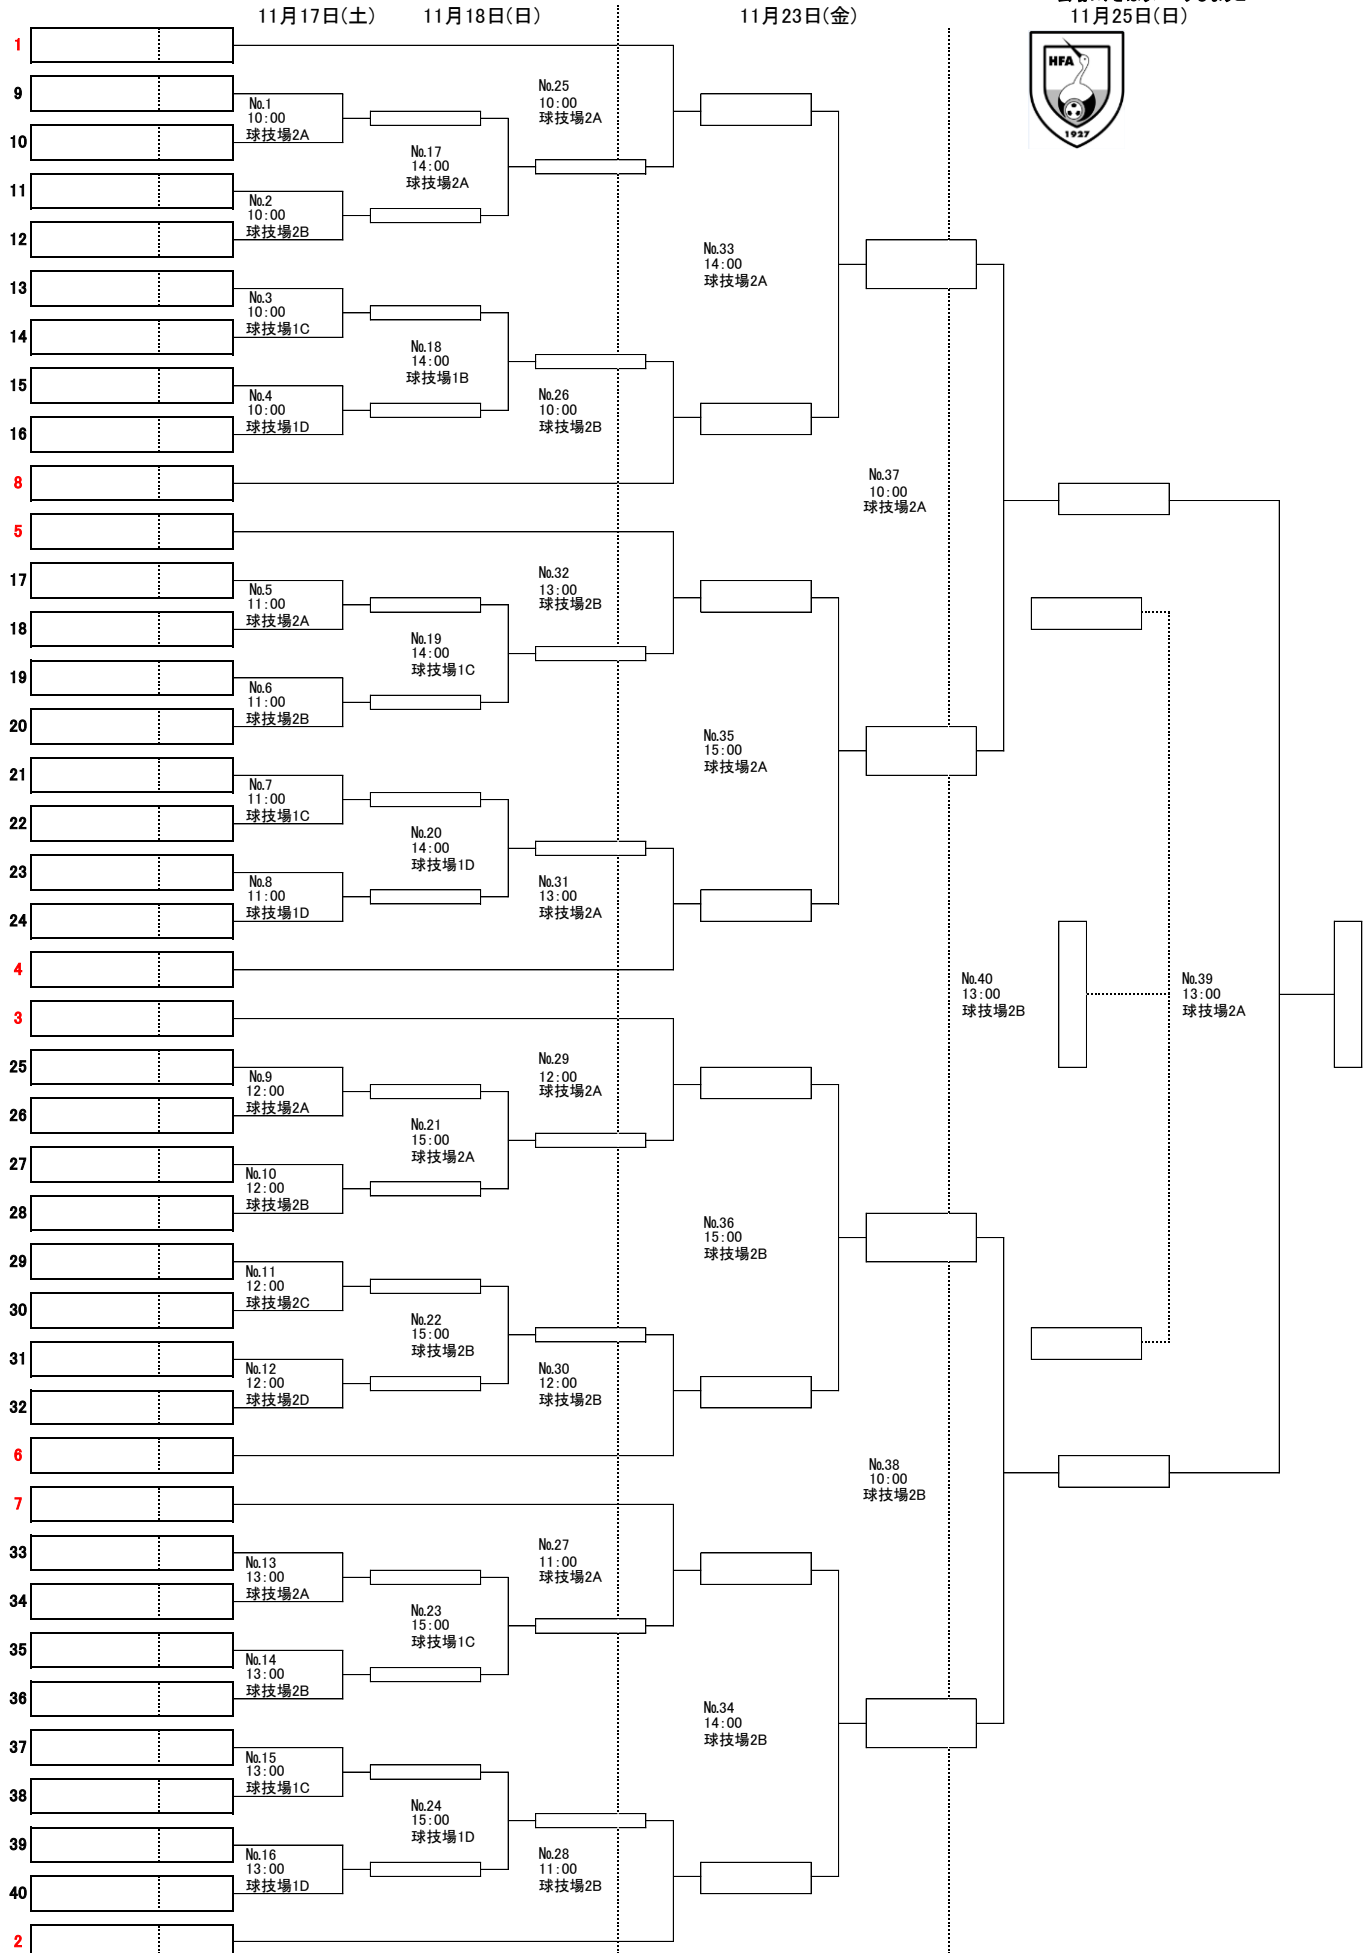 11月17日(土) 11月18日(日) 11月23日(金) 11月25日(日)
HFA
1927
1
9
No.1
10:00
球技場2A
10
No.25
10:00
球技場2A
No.17
14:00
球技場2A
11
No.2
10:00
球技場2B
12
13
No.3
10:00
球技場1C
14
No.33
14:00
球技場2A
No.18
14:00
球技場1B
15
No.4
10:00
球技場1D
16
No.26
10:00
球技場2B
8
No.37
10:00
球技場2A
5
17
No.5
11:00
球技場2A
18
No.32
13:00
球技場2B
No.19
14:00
球技場1C
19
No.6
11:00
球技場2B
20
21
No.7
11:00
球技場1C
22
No.35
15:00
球技場2A
No.20
14:00
球技場1D
23
No.8
11:00
球技場1D
24
No.31
13:00
球技場2A
4
No.40
13:00
球技場2B
No.39
13:00
球技場2A
3
25
No.9
12:00
球技場2A
26
No.29
12:00
球技場2A
No.21
15:00
球技場2A
27
No.10
12:00
球技場2B
28
29
No.11
12:00
球技場2C
30
No.36
15:00
球技場2B
No.22
15:00
球技場2B
31
No.12
12:00
球技場2D
32
No.30
12:00
球技場2B
6
No.38
10:00
球技場2B
7
33
No.13
13:00
球技場2A
34
No.27
11:00
球技場2A
No.23
15:00
球技場1C
35
No.14
13:00
球技場2B
36
37
No.15
13:00
球技場1C
38
No.34
14:00
球技場2B
No.24
15:00
球技場1D
39
No.16
13:00
球技場1D
40
No.28
11:00
球技場2B
2